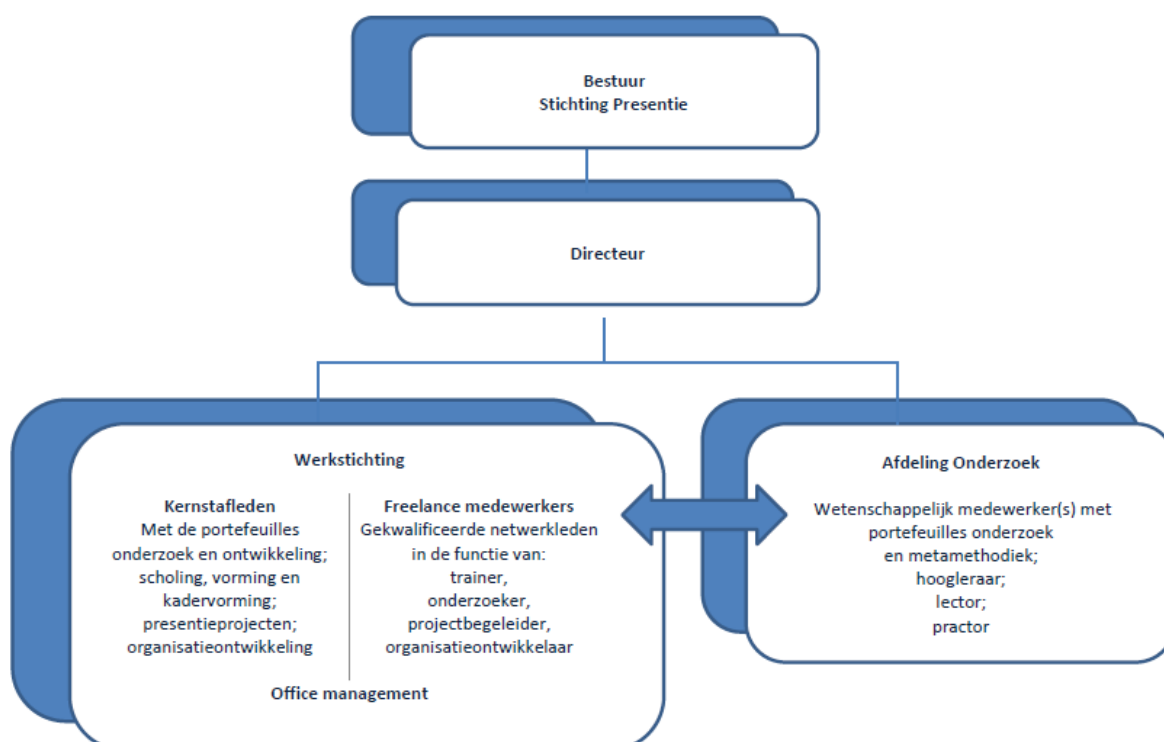 Bestuur
Stichting Presentie
Directeur
Werkstichting
Kernstafleden
Met de portefeuilles
onderzoek en ontwikkeling;
scholing, vorming en
kadervorming;
presentieprojecten;
organisatieontwikkeling
Freelance medewerkers
Gekwalificeerde netwerkleden
in de functie van:
trainer,
onderzoeker,
projectbegeleider,
organisatieontwikkelaar
Office management
Afdeling Onderzoek
Wetenschappelijk medewerker(s) met
portefeuilles onderzoek
en metamethodiek;
hoogleraar;
lector;
practor